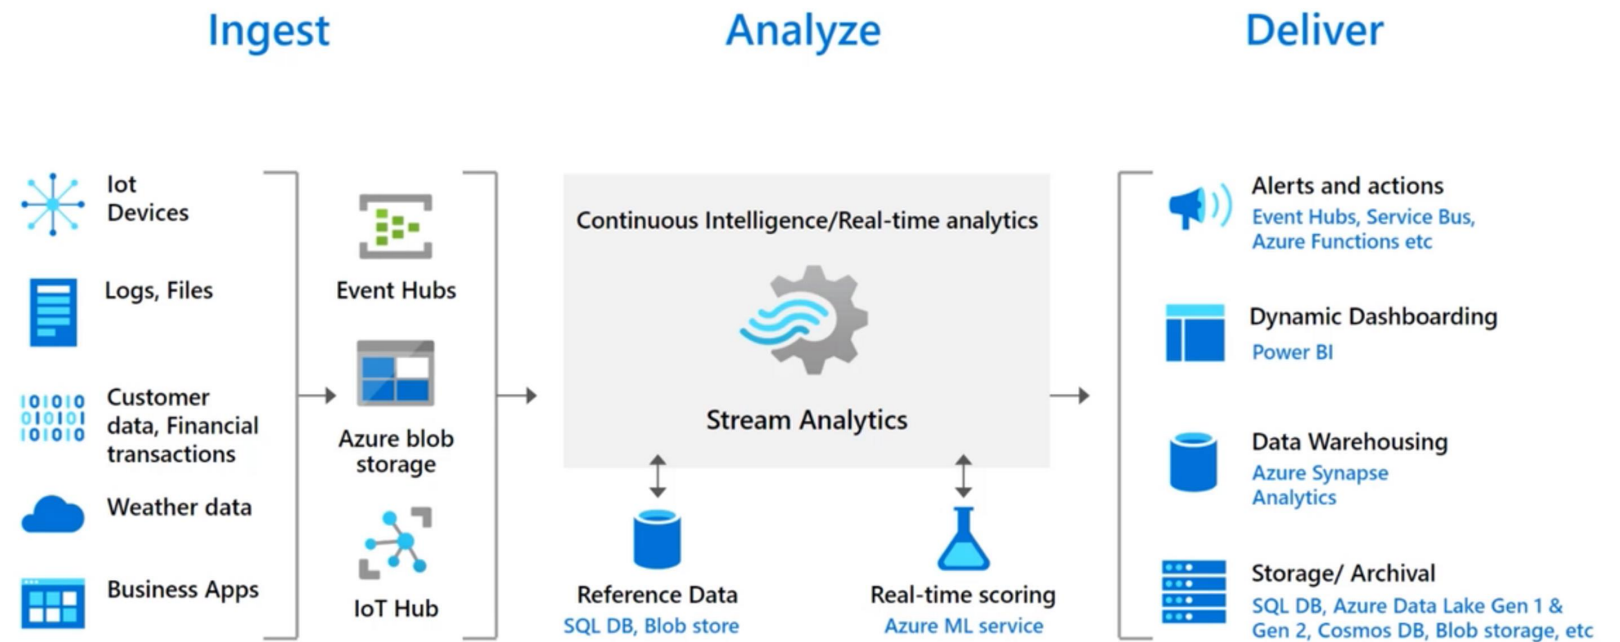 Ingest
Analyze
Deliver
Iot
Devices
Logs, Files
Customer
data, Financial
transactions
Weather data
Business Apps
Event Hubs
Azure blob
storage
IoT Hub
Continuous Intelligence/Real-time analytics
Stream Analytics
Reference Data
SQL DB, Blob store
Real-time scoring
Azure ML service
Alerts and actions
Event Hubs, Service Bus,
Azure Functions etc
Dynamic Dashboarding
Power BI
Data Warehousing
Azure Synapse
Analytics
Storage/ Archival
SQL DB, Azure Data Lake Gen 1 &
Gen 2, Cosmos DB, Blob storage, etc